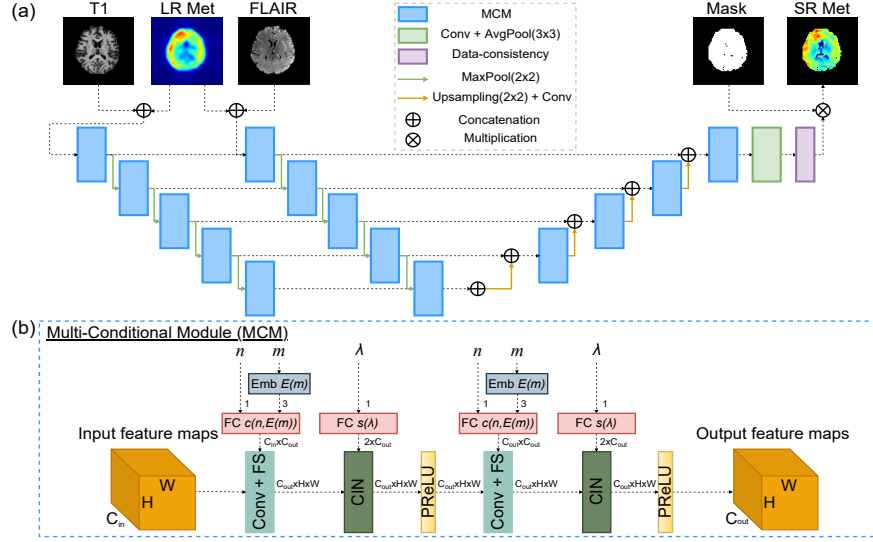 (a)
T1 LR Met FLAIR
MCM
Conv + AvgPool(3x3)
Data-consistency
MaxPool(2x2)
Upsampling(2x2) + Conv
Concatenation
Multiplication
Mask SR Met
(b)
Multi-Conditional Module (MCM)
n m λ n m λ
Emb E(m) Emb E(m)
1 3 1 1 3 1
FC c(n,E(m)) FC s(λ) FC c(n,E(m)) FC s(λ)
CinxCout 2xCout CoutxCout 2xCout
Input feature maps Output feature maps
W H Cin
Conv + FS
CoutxHxW
CIN
CoutxHxW
PReLU
CoutxHxW
Conv + FS
CoutxHxW
CIN
CoutxHxW
PReLU
W H Cout